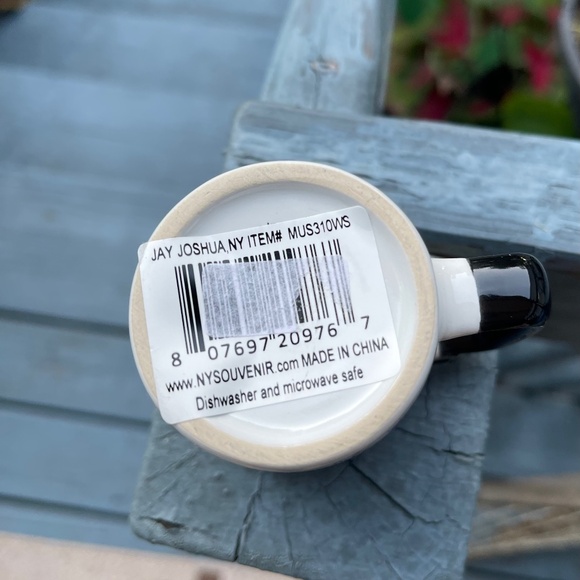 JAY JOSHUA,NY ITEM# MUS310WS
8 07697"20976 7
www.NYSOUVENIR.com MADE IN CHINA
Dishwasher and microwave safe